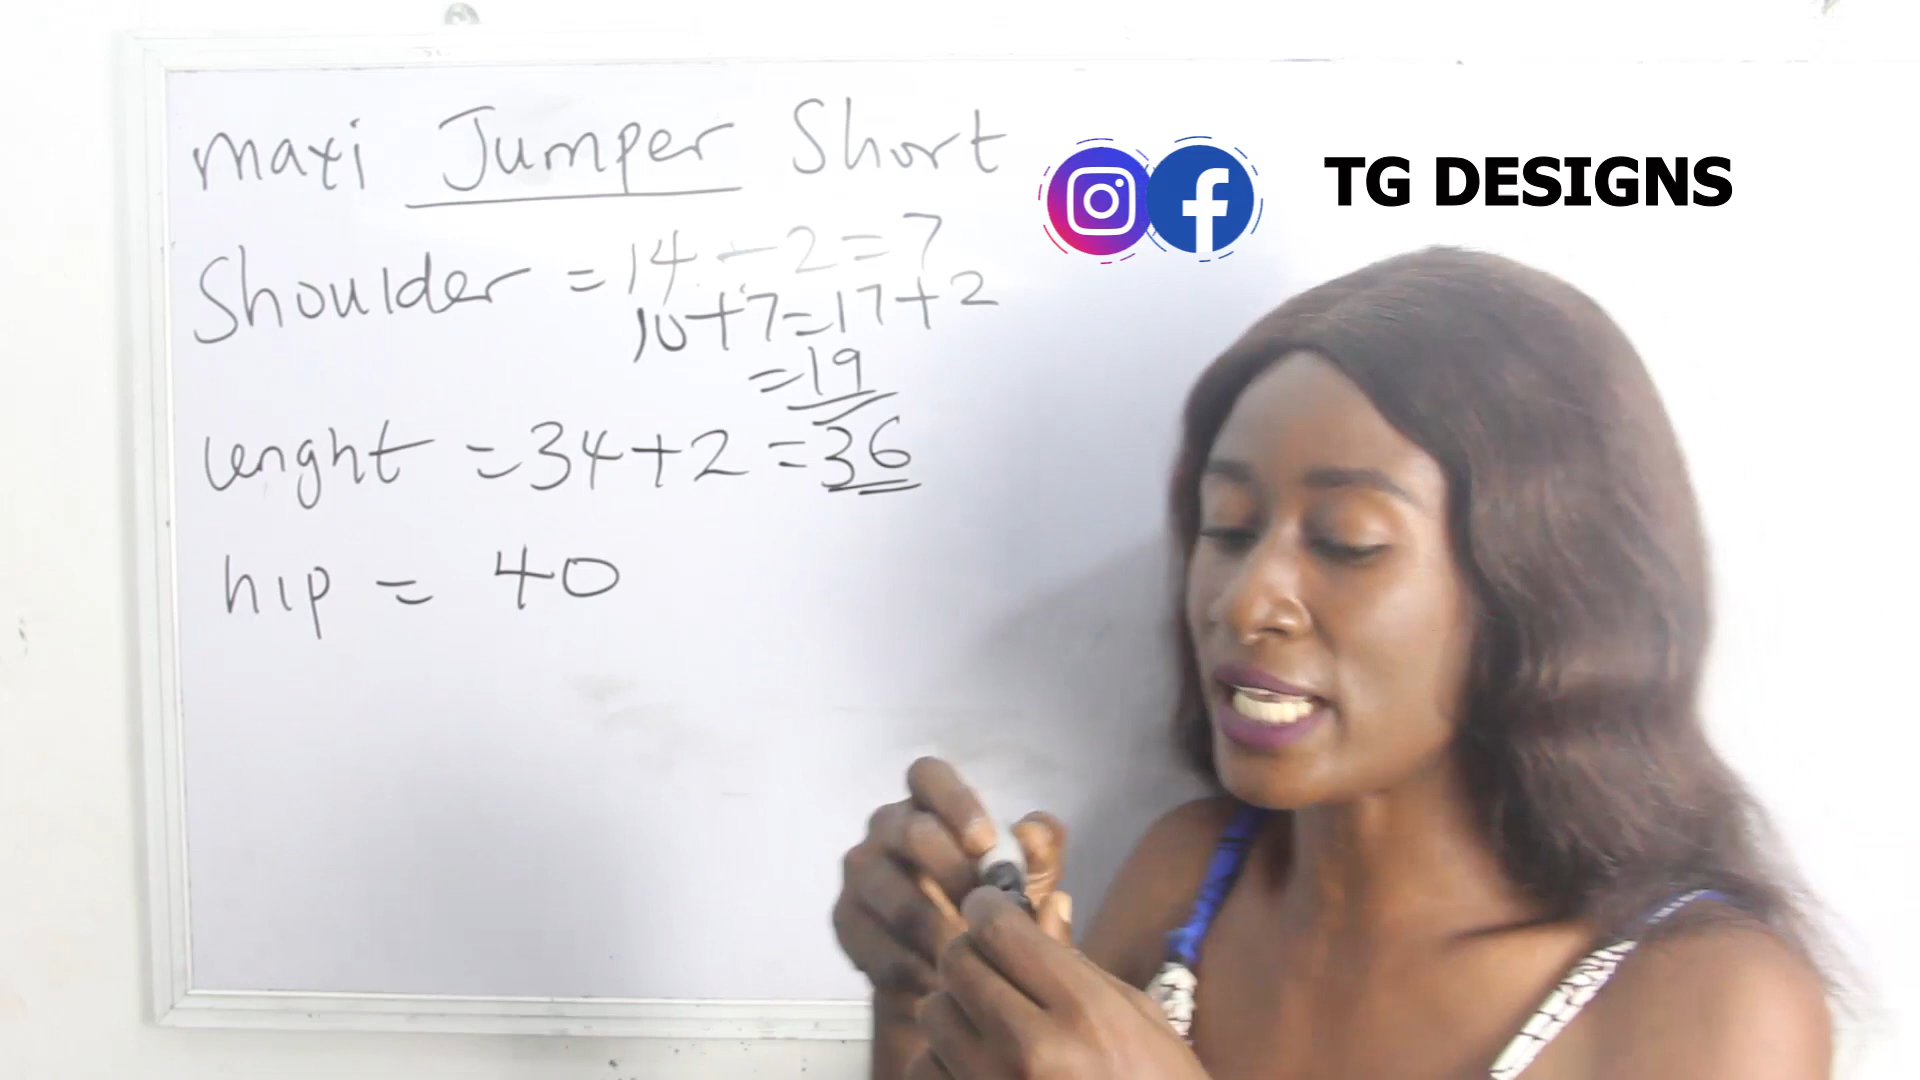 maxi Jumper Short
TG DESIGNS
Shoulder = 14 ÷ 2 = 7
10+7=17+2
=19
lenght =34+2 =36
hip = 40